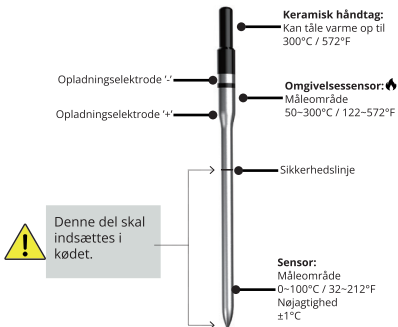 Keramisk håndtag:
Kan tåle varme op til
300°C / 572°F
Opladningselektrode '-'
Omgivelsessensor:
Måleområde
50~300°C / 122~572°F
Opladningselektrode '+'
Sikkerhedslinje
Denne del skal
indsættes i
kødet.
Sensor:
Måleområde
0~100°C / 32~212°F
Nøjagtighed
±1°C